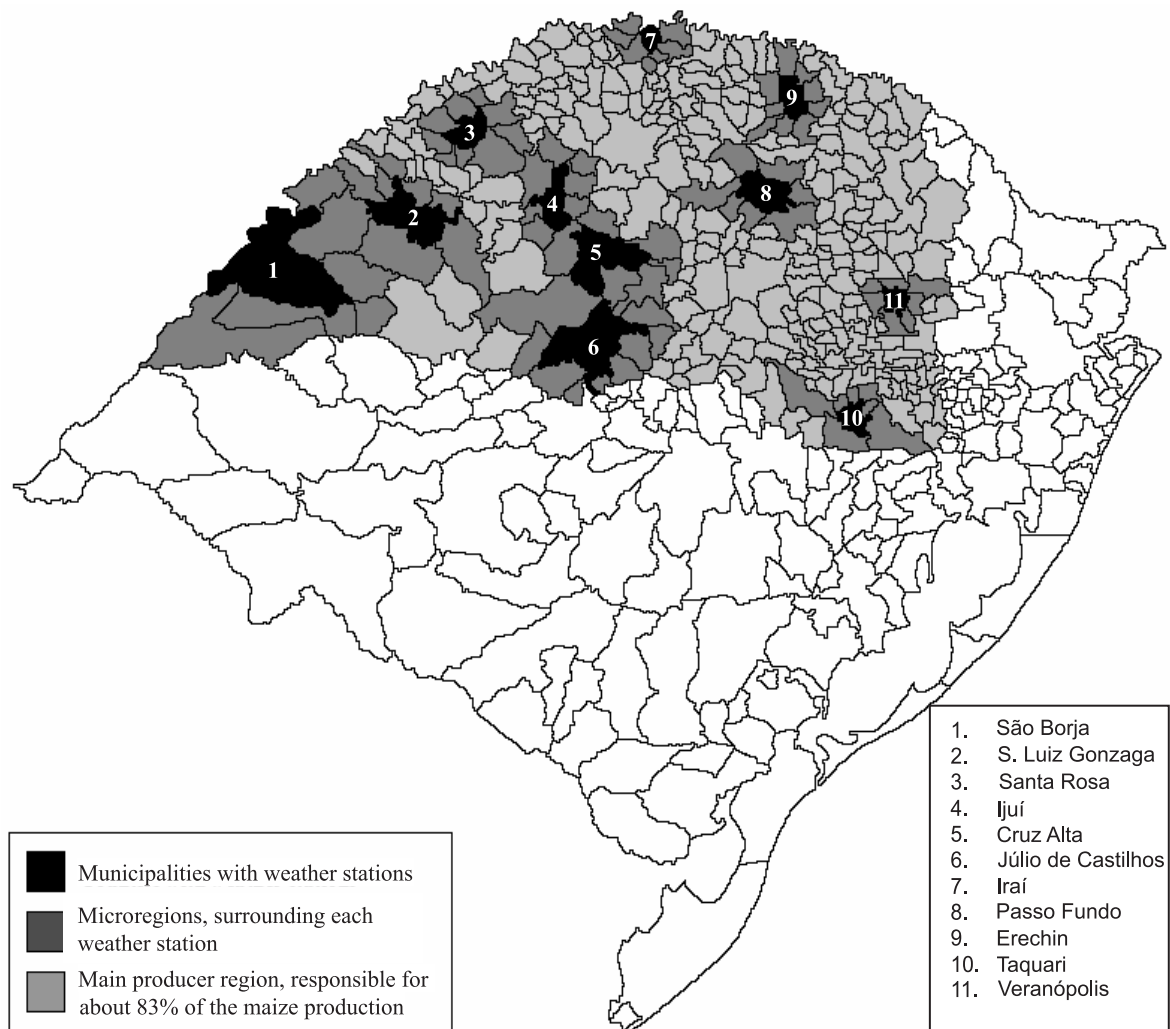 7
9
3
8
4
2
5
1
11
6
10
Municipalities with weather stations
Microregions, surrounding each
weather station
Main producer region, responsible for
about 83% of the maize production
1. São Borja
2. S. Luiz Gonzaga
3. Santa Rosa
4. Ijuí
5. Cruz Alta
6. Júlio de Castilhos
7. Iraí
8. Passo Fundo
9. Erechin
10. Taquari
11. Veranópolis